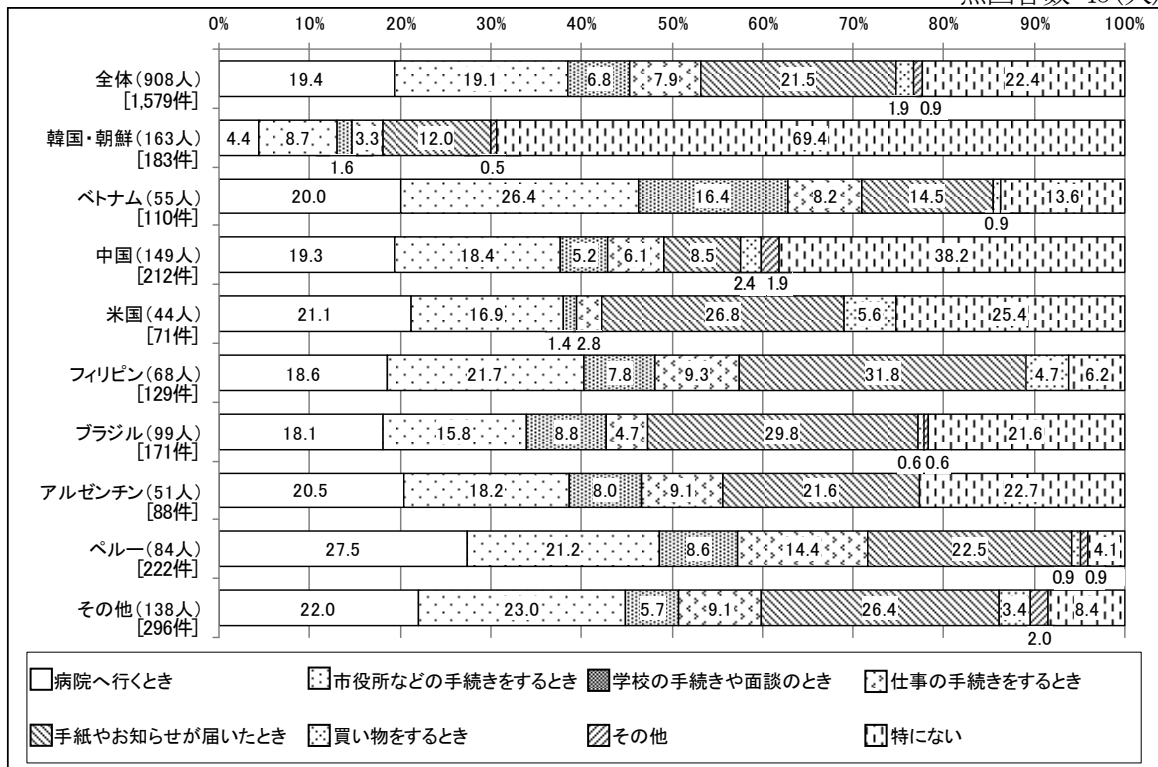 0% 10% 20% 30% 40% 50% 60% 70% 80% 90% 100%
全体(908人)
[1,579件]
19.4 19.1 6.8 7.9 21.5 1.9 0.9 22.4
韓国・朝鮮(163人)
[183件]
4.4 8.7 1.6 3.3 12.0 0.5 69.4
ベトナム(55人)
[110件]
20.0 26.4 16.4 8.2 14.5 0.9 13.6
中国(149人)
[212件]
19.3 18.4 5.2 6.1 8.5 2.4 1.9 38.2
米国(44人)
[71件]
21.1 16.9 1.4 2.8 26.8 5.6 25.4
フィリピン(68人)
[129件]
18.6 21.7 7.8 9.3 31.8 4.7 6.2
ブラジル(99人)
[171件]
18.1 15.8 8.8 4.7 29.8 0.6 0.6 21.6
アルゼンチン(51人)
[88件]
20.5 18.2 8.0 9.1 21.6 22.7
ペルー(84人)
[222件]
27.5 21.2 8.6 14.4 22.5 0.9 0.9 4.1
その他(138人)
[296件]
22.0 23.0 5.7 9.1 26.4 3.4 2.0 8.4
病院へ行くとき 市役所などの手続きをするとき 学校の手続きや面談のとき 仕事の手続きをするとき
手紙やお知らせが届いたとき 買い物をするとき その他 特にない